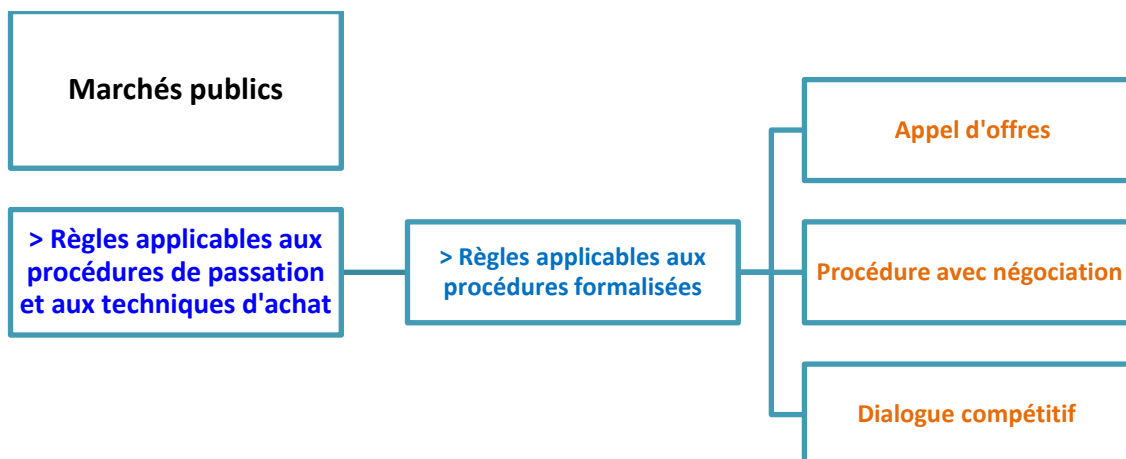 Marchés publics
> Règles applicables aux
procédures de passation
et aux techniques d'achat
> Règles applicables aux
procédures formalisées
Appel d'offres
Procédure avec négociation
Dialogue compétitif